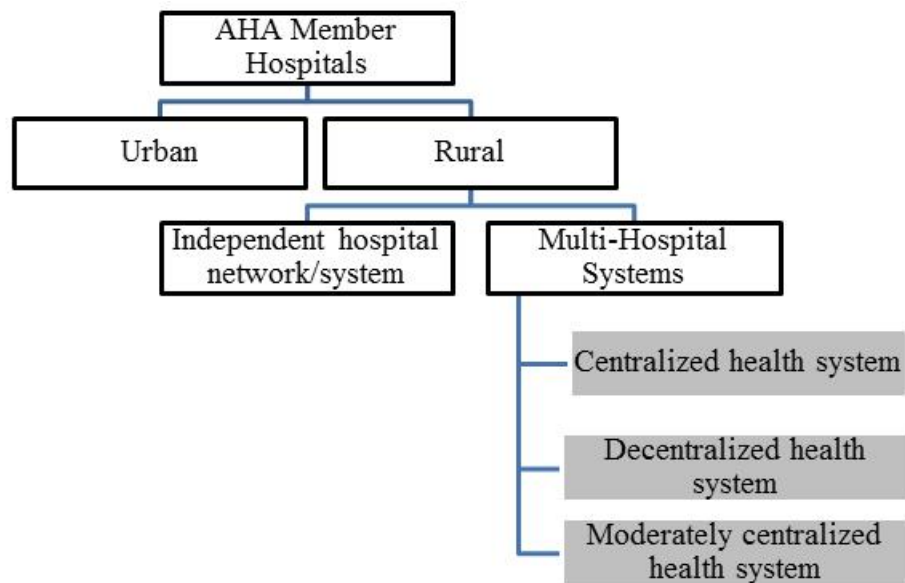 AHA Member
Hospitals
Urban
Rural
Independent hospital
network/system
Multi-Hospital
Systems
Centralized health system
Decentralized health
system
Moderately centralized
health system